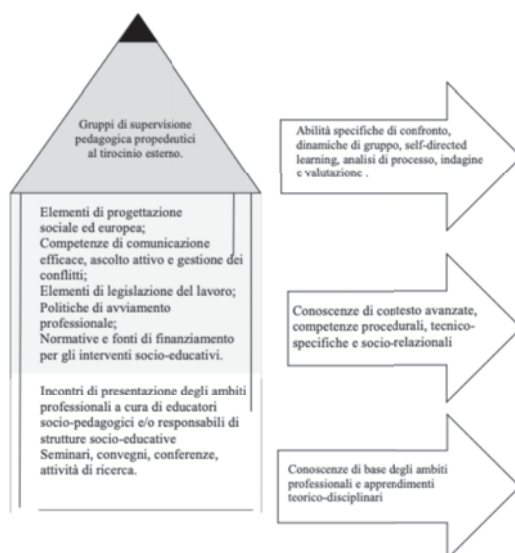 Gruppi di supervisione
pedagogica propedeutici
al tirocinio esterno.
Abilità specifiche di confronto,
dinamiche di gruppo, self-directed
learning, analisi di processo, indagine
e valutazione .
Elementi di progettazione
sociale ed europea;
Competenze di comunicazione
efficace, ascolto attivo e gestione dei
conflitti;
Elementi di legislazione del lavoro;
Politiche di avviamento
professionale;
Normative e fonti di finanziamento
per gli interventi socio-educativi.
Conoscenze di contesto avanzate,
competenze procedurali, tecnico-
specifiche e socio-relazionali
Incontri di presentazione degli ambiti
professionali a cura di educatori
socio-pedagogici e/o responsabili di
strutture socio-educative
Seminari, convegni, conferenze,
attività di ricerca.
Conoscenze di base degli ambiti
professionali e apprendimenti
teorico-disciplinari